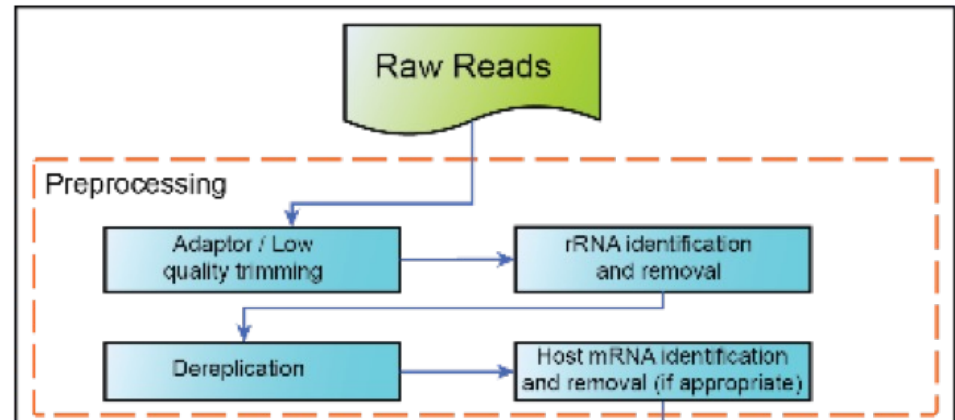 Raw Reads
Preprocessing
Adaptor / Low
quality trimming
rRNA identification
and removal
Dereplication
Host mRNA identification
and removal (if appropriate)